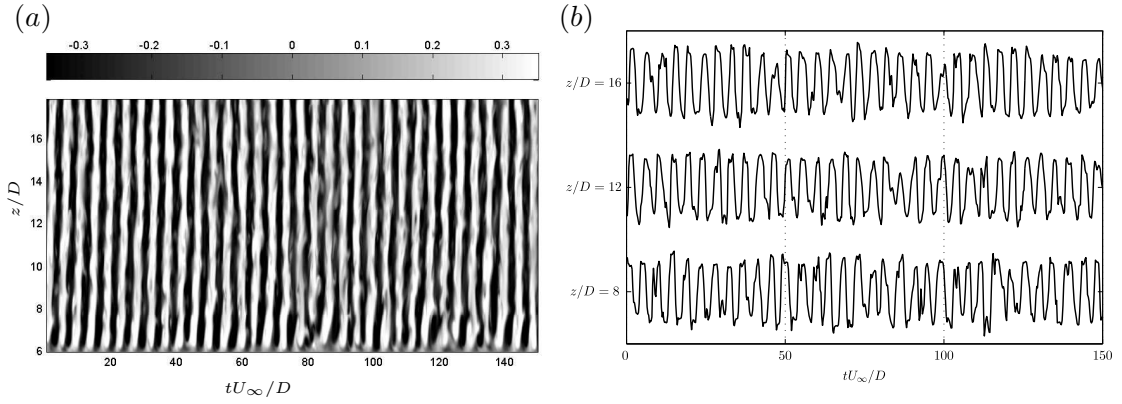 (a)
-0.3 -0.2 -0.1 0 0.1 0.2 0.3
z/D
16
14
12
10
8
6
20 40 60 80 100 120 140
tU∞/D
(b)
z/D = 16
z/D = 12
z/D = 8
0 50 100 150
tU∞/D